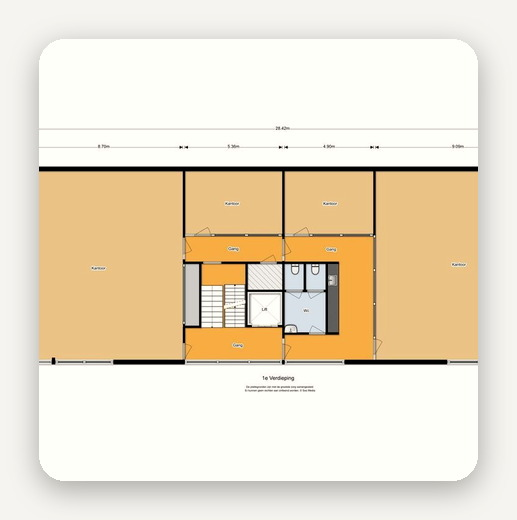 28.42m
8.70m 5.36m 4.90m 9.09m
Kantoor Kantoor
Gang Gang
Kantoor Kantoor
Lift Wc
Gang
1e Verdieping